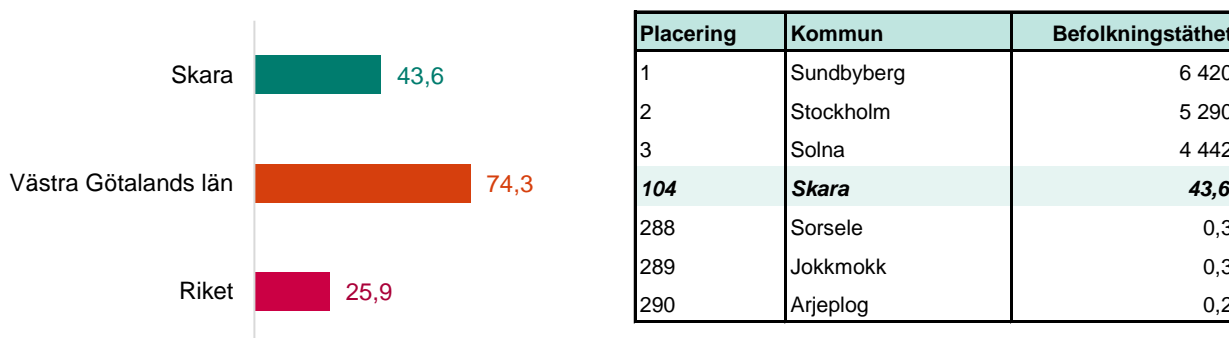 Skara 43,6
Västra Götalands län 74,3
Riket 25,9
Placering Kommun Befolkningstäthet
1 Sundbyberg 6 420
2 Stockholm 5 290
3 Solna 4 442
104 Skara 43,6
288 Sorsele 0,3
289 Jokkmokk 0,3
290 Arjeplog 0,2